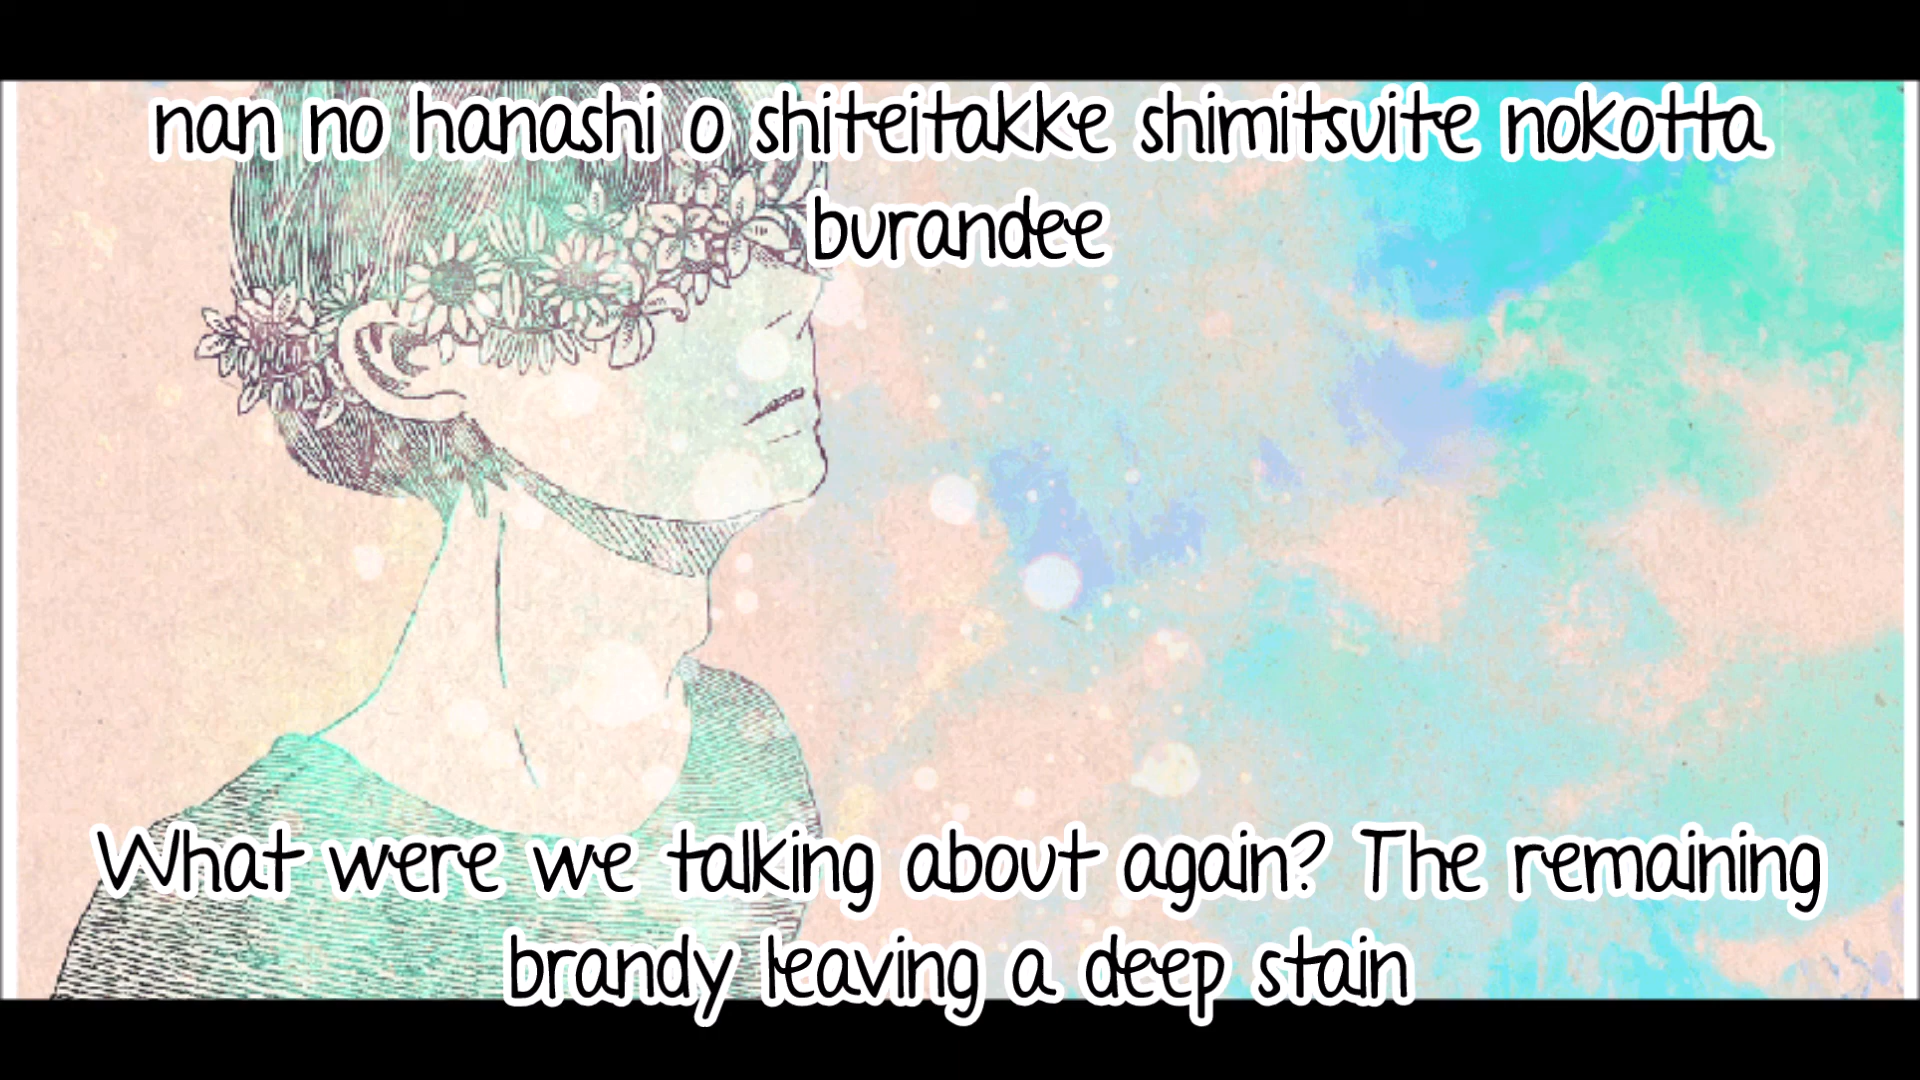 nan no hanashi o shiteitakke shimitsuite nokotta
burandee
What were we talking about again? The remaining
brandy leaving a deep stain